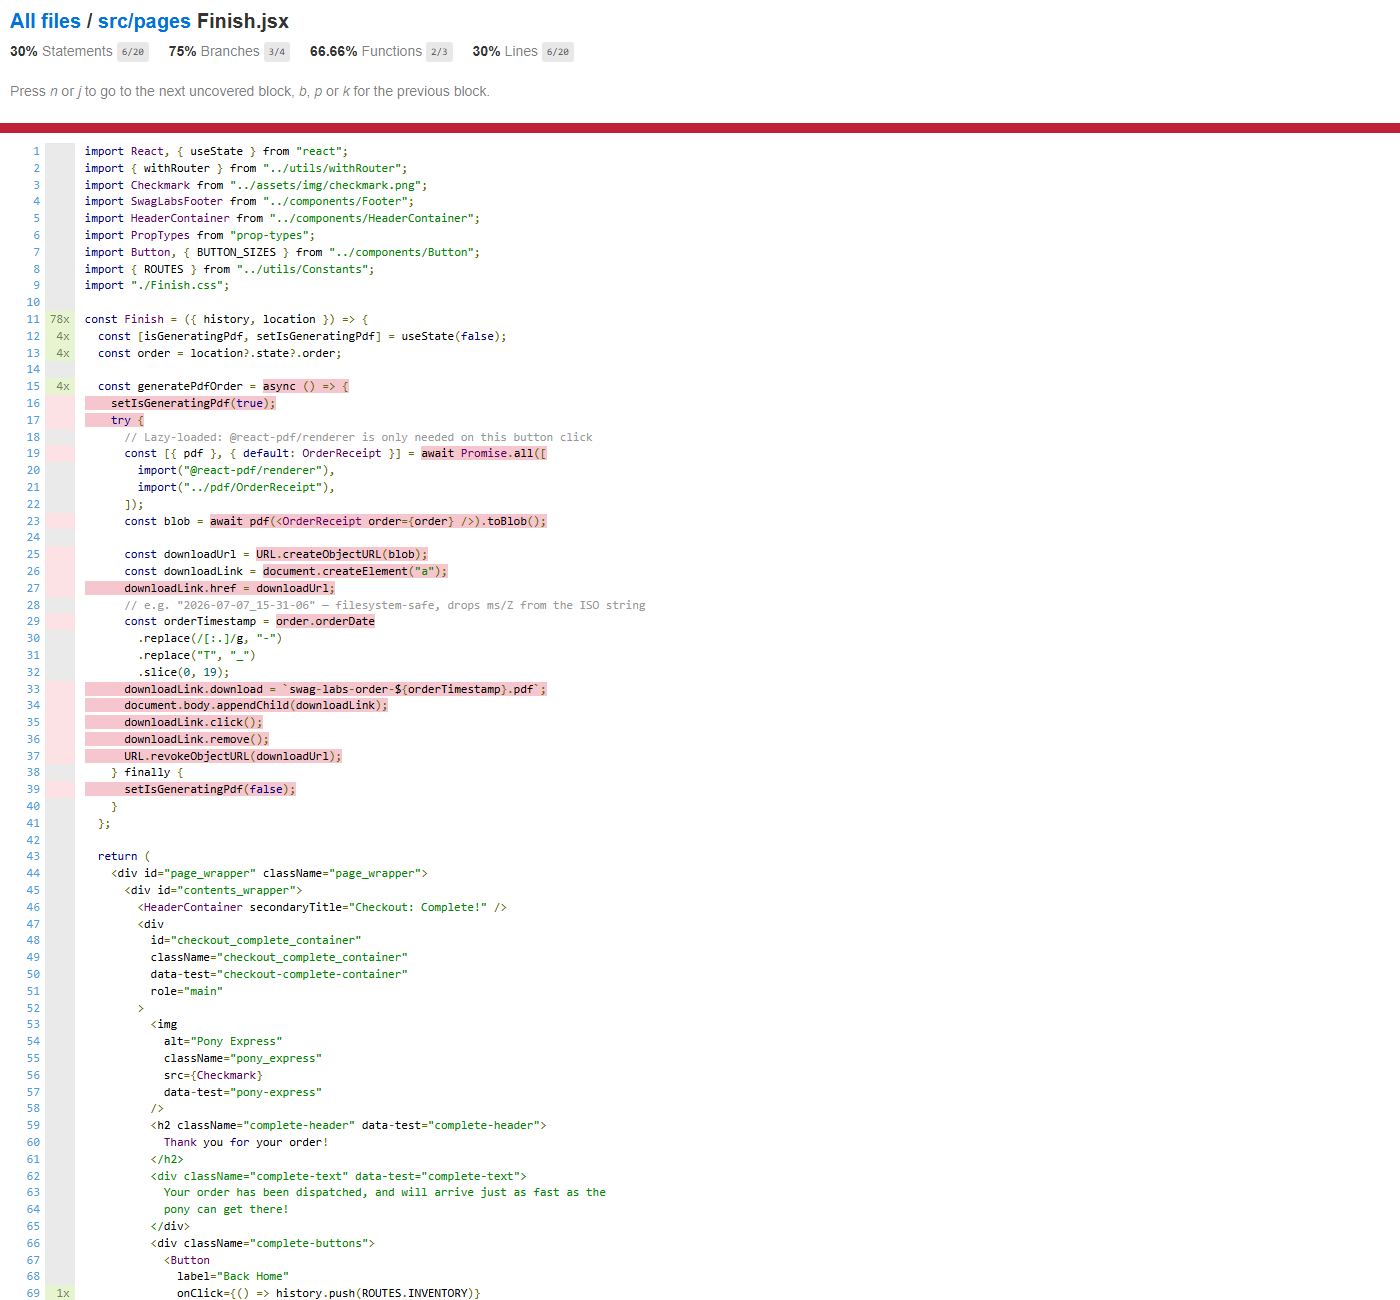 All files / src/pages Finish.jsx
30% Statements 6/20 75% Branches 3/4 66.66% Functions 2/3 30% Lines 6/20
Press n or j to go to the next uncovered block, b, p or k for the previous block.
1 import React, { useState } from "react";
2 import { withRouter } from "../utils/withRouter";
3 import Checkmark from "../assets/img/checkmark.png";
4 import SwagLabsFooter from "../components/Footer";
5 import HeaderContainer from "../components/HeaderContainer";
6 import PropTypes from "prop-types";
7 import Button, { BUTTON_SIZES } from "../components/Button";
8 import { ROUTES } from "../utils/Constants";
9 import "./Finish.css";
10
11 78x const Finish = ({ history, location }) => {
12 4x const [isGeneratingPdf, setIsGeneratingPdf] = useState(false);
13 4x const order = location?.state?.order;
14
15 4x const generatePdfOrder = async () => {
16 setIsGeneratingPdf(true);
17 try {
18 // Lazy-loaded: @react-pdf/renderer is only needed on this button click
19 const [{ pdf }, { default: OrderReceipt }] = await Promise.all([
20 import("@react-pdf/renderer"),
21 import("../pdf/OrderReceipt"),
22 ]);
23 const blob = await pdf(<OrderReceipt order={order} />).toBlob();
24
25 const downloadUrl = URL.createObjectURL(blob);
26 const downloadLink = document.createElement("a");
27 downloadLink.href = downloadUrl;
28 // e.g. "2026-07-07_15-31-06" — filesystem-safe, drops ms/Z from the ISO string
29 const orderTimestamp = order.orderDate
30 .replace(/[:.]/g, "-")
31 .replace("T", "_")
32 .slice(0, 19);
33 downloadLink.download = `swag-labs-order-${orderTimestamp}.pdf`;
34 document.body.appendChild(downloadLink);
35 downloadLink.click();
36 downloadLink.remove();
37 URL.revokeObjectURL(downloadUrl);
38 } finally {
39 setIsGeneratingPdf(false);
40 }
41 };
42
43 return (
44 <div id="page_wrapper" className="page_wrapper">
45 <div id="contents_wrapper">
46 <HeaderContainer secondaryTitle="Checkout: Complete!" />
47 <div
48 id="checkout_complete_container"
49 className="checkout_complete_container"
50 data-test="checkout-complete-container"
51 role="main"
52 >
53 <img
54 alt="Pony Express"
55 className="pony_express"
56 src={Checkmark}
57 data-test="pony-express"
58 />
59 <h2 className="complete-header" data-test="complete-header">
60 Thank you for your order!
61 </h2>
62 <div className="complete-text" data-test="complete-text">
63 Your order has been dispatched, and will arrive just as fast as the
64 pony can get there!
65 </div>
66 <div className="complete-buttons">
67 <Button
68 label="Back Home"
69 1x onClick={() => history.push(ROUTES.INVENTORY)}